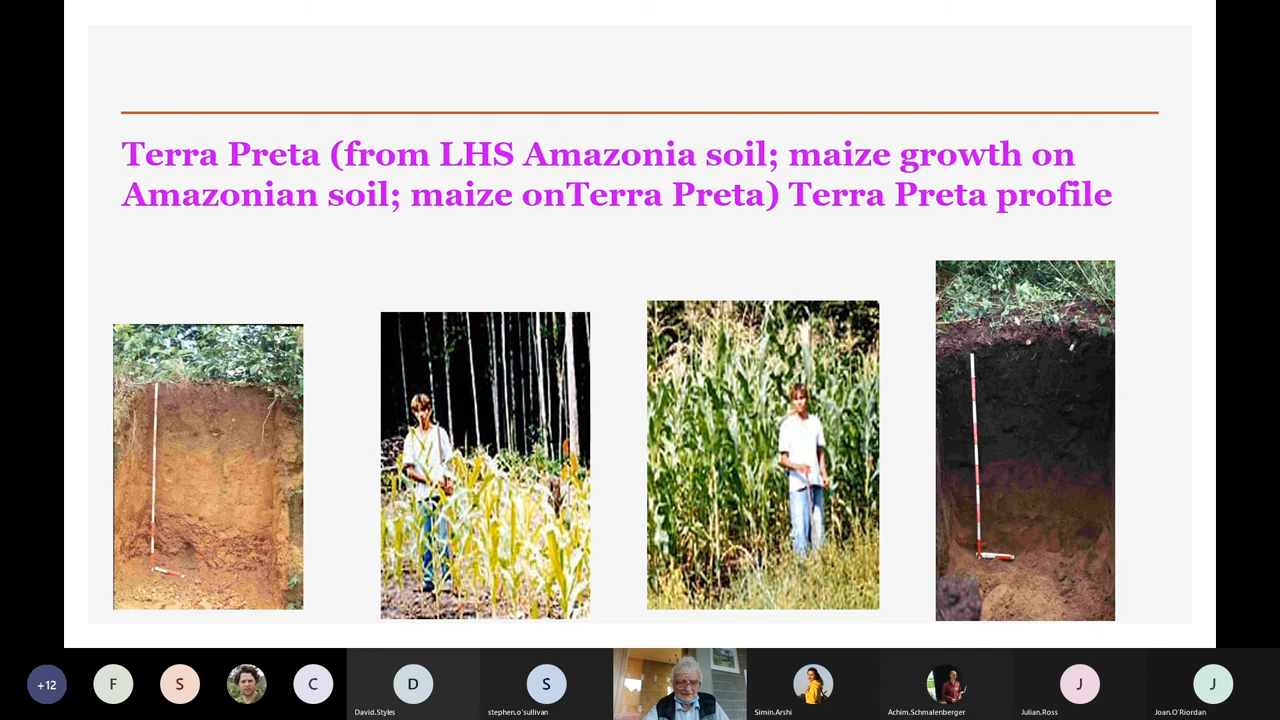 Terra Preta (from LHS Amazonia soil; maize growth on
Amazonian soil; maize onTerra Preta) Terra Preta profile
+12
F
S
C
D
S
J
J
David.Styles
stephen.o'sullivan
Simin.Arshi
Achim.Schmalenberger
Julian.Ross
Joan.O'Riordan